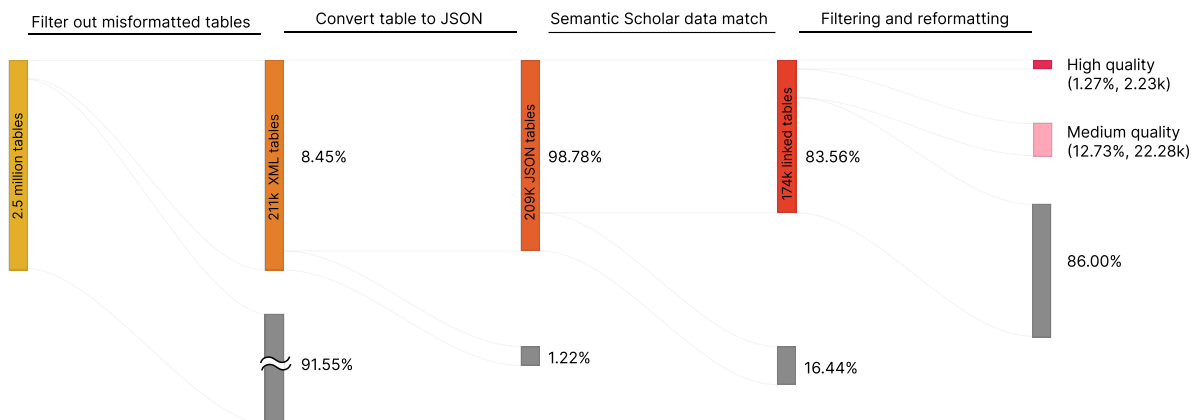 Filter out misformatted tables
Convert table to JSON
Semantic Scholar data match
Filtering and reformatting
2.5 million tables
211k XML tables
8.45%
91.55%
209K JSON tables
98.78%
1.22%
174k linked tables
83.56%
16.44%
High quality
(1.27%, 2.23k)
Medium quality
(12.73%, 22.28k)
86.00%